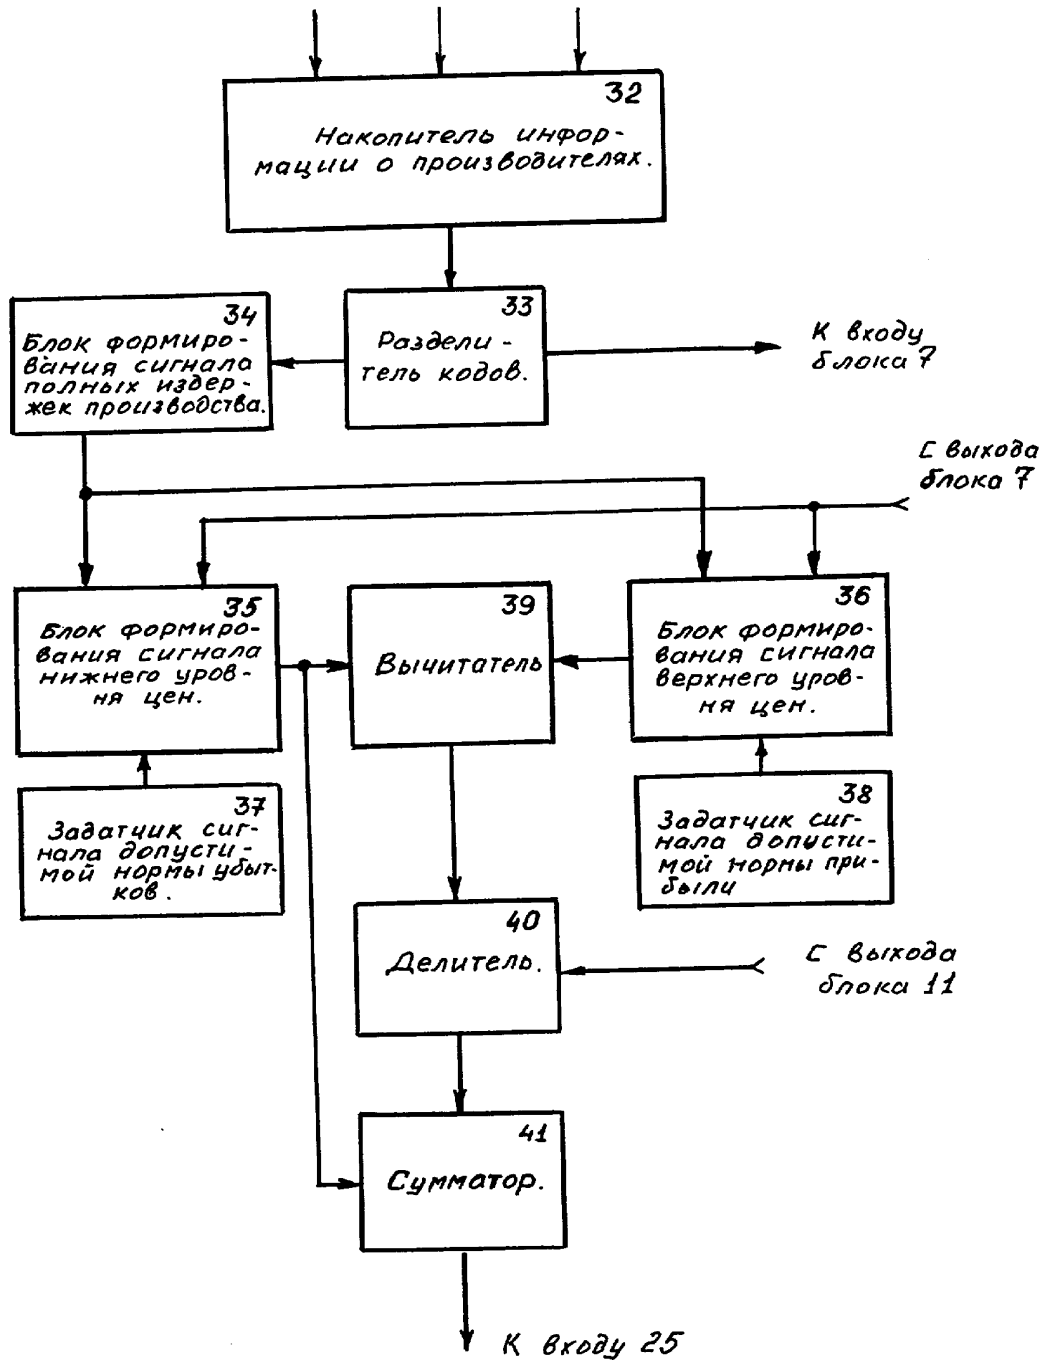 32
Накопитель инфор-
мации о производителях.
34
Блок формиро-
вания сигнала
полных издер-
жек производства.
33
Раздели-
тель кодов.
К входу
блока 7
С выхода
блока 7
35
Блок формиро-
вания сигнала
нижнего уров-
ня цен.
39
Вычитатель
36
Блок формиро-
вания сигнала
верхнего уров-
ня цен.
37
Задатчик сиг-
нала допусти-
мой нормы убыт-
ков.
38
Задатчик сиг-
нала допусти-
мой нормы при-
были
40
Делитель.
С выхода
блока 11
41
Сумматор.
К входу 25